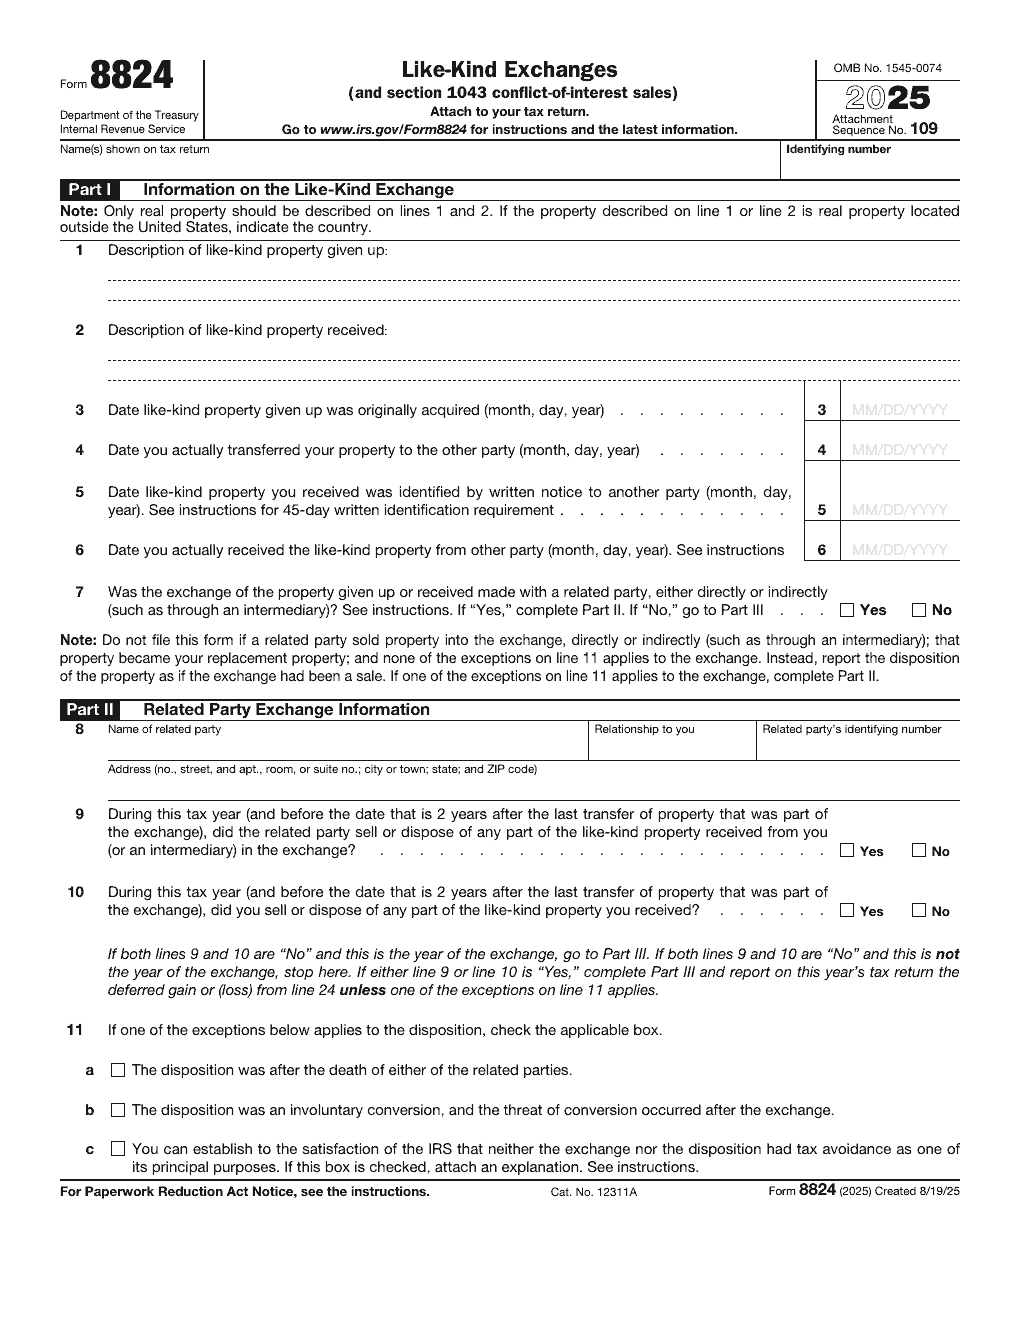 Form 8824
Department of the Treasury
Internal Revenue Service
Like-Kind Exchanges
(and section 1043 conflict-of-interest sales)
Attach to your tax return.
Go to www.irs.gov/Form8824 for instructions and the latest information.
OMB No. 1545-0074
2025
Attachment
Sequence No. 109
Name(s) shown on tax return
Identifying number
Part I Information on the Like-Kind Exchange
Note: Only real property should be described on lines 1 and 2. If the property described on line 1 or line 2 is real property located
outside the United States, indicate the country.
1 Description of like-kind property given up:
2 Description of like-kind property received:
3 Date like-kind property given up was originally acquired (month, day, year) . . . . . . . . . 3 MM/DD/YYYY
4 Date you actually transferred your property to the other party (month, day, year) . . . . . . . 4 MM/DD/YYYY
5 Date like-kind property you received was identified by written notice to another party (month, day,
year). See instructions for 45-day written identification requirement . . . . . . . . . . . . 5 MM/DD/YYYY
6 Date you actually received the like-kind property from other party (month, day, year). See instructions 6 MM/DD/YYYY
7 Was the exchange of the property given up or received made with a related party, either directly or indirectly
(such as through an intermediary)? See instructions. If “Yes,” complete Part II. If “No,” go to Part III . . . Yes No
Note: Do not file this form if a related party sold property into the exchange, directly or indirectly (such as through an intermediary); that
property became your replacement property; and none of the exceptions on line 11 applies to the exchange. Instead, report the disposition
of the property as if the exchange had been a sale. If one of the exceptions on line 11 applies to the exchange, complete Part II.
Part II Related Party Exchange Information
8 Name of related party
Relationship to you
Related party’s identifying number
Address (no., street, and apt., room, or suite no.; city or town; state; and ZIP code)
9 During this tax year (and before the date that is 2 years after the last transfer of property that was part of
the exchange), did the related party sell or dispose of any part of the like-kind property received from you
(or an intermediary) in the exchange? . . . . . . . . . . . . . . . . . . . . . . Yes No
10 During this tax year (and before the date that is 2 years after the last transfer of property that was part of
the exchange), did you sell or dispose of any part of the like-kind property you received? . . . . . . Yes No
If both lines 9 and 10 are “No” and this is the year of the exchange, go to Part III. If both lines 9 and 10 are “No” and this is not
the year of the exchange, stop here. If either line 9 or line 10 is “Yes,” complete Part III and report on this year’s tax return the
deferred gain or (loss) from line 24 unless one of the exceptions on line 11 applies.
11 If one of the exceptions below applies to the disposition, check the applicable box.
a The disposition was after the death of either of the related parties.
b The disposition was an involuntary conversion, and the threat of conversion occurred after the exchange.
c You can establish to the satisfaction of the IRS that neither the exchange nor the disposition had tax avoidance as one of
its principal purposes. If this box is checked, attach an explanation. See instructions.
For Paperwork Reduction Act Notice, see the instructions.
Cat. No. 12311A
Form 8824 (2025) Created 8/19/25